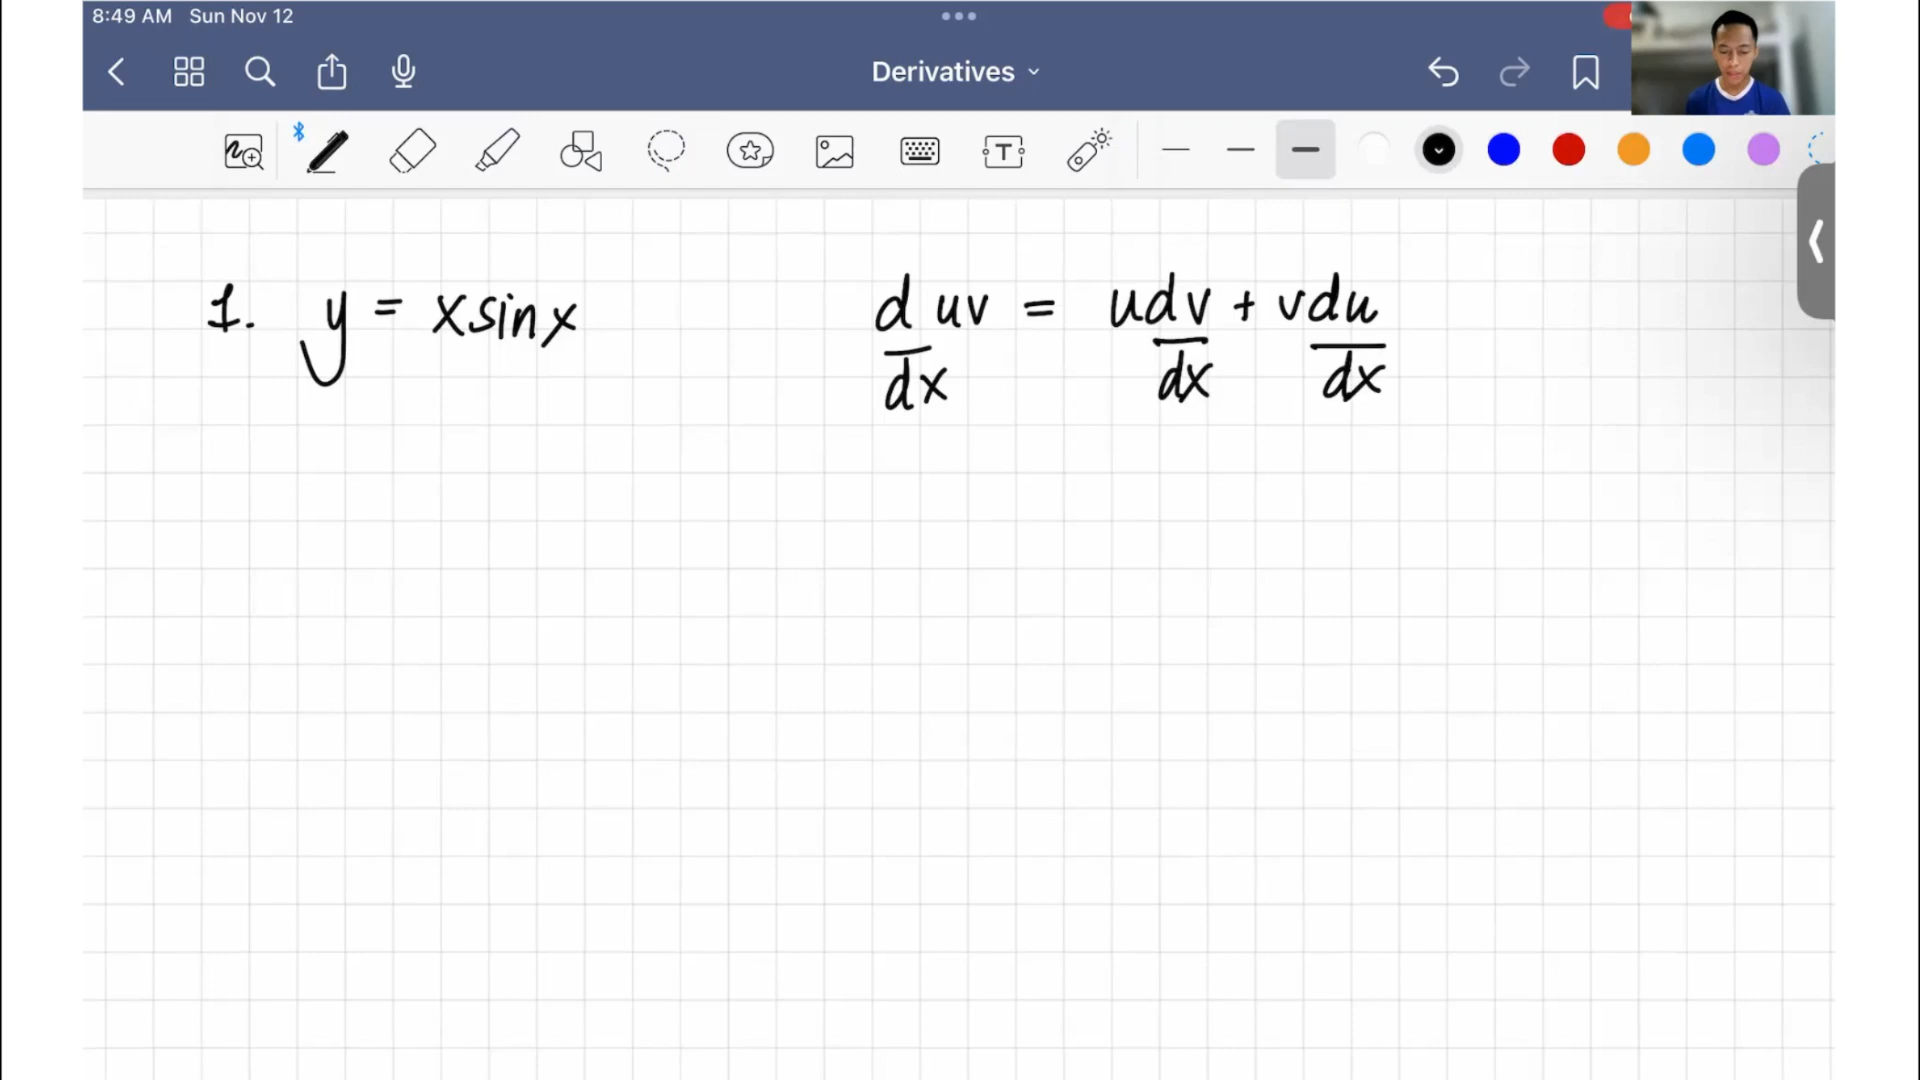 8:49 AM Sun Nov 12
Derivatives
T
1. y = x sin x
d/dx uv = u dv/dx + v du/dx